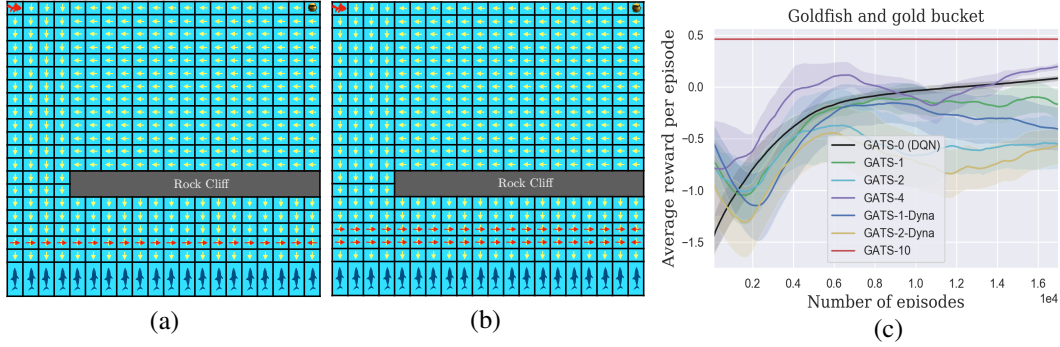 Rock Cliff
(a)
Rock Cliff
(b)
Goldfish and gold bucket
Average reward per episode
0.5
0.0
−0.5
−1.0
−1.5
GATS-0 (DQN)
GATS-1
GATS-2
GATS-4
GATS-1-Dyna
GATS-2-Dyna
GATS-10
0.2 0.4 0.6 0.8 1.0 1.2 1.4 1.6
1e4
Number of episodes
(c)